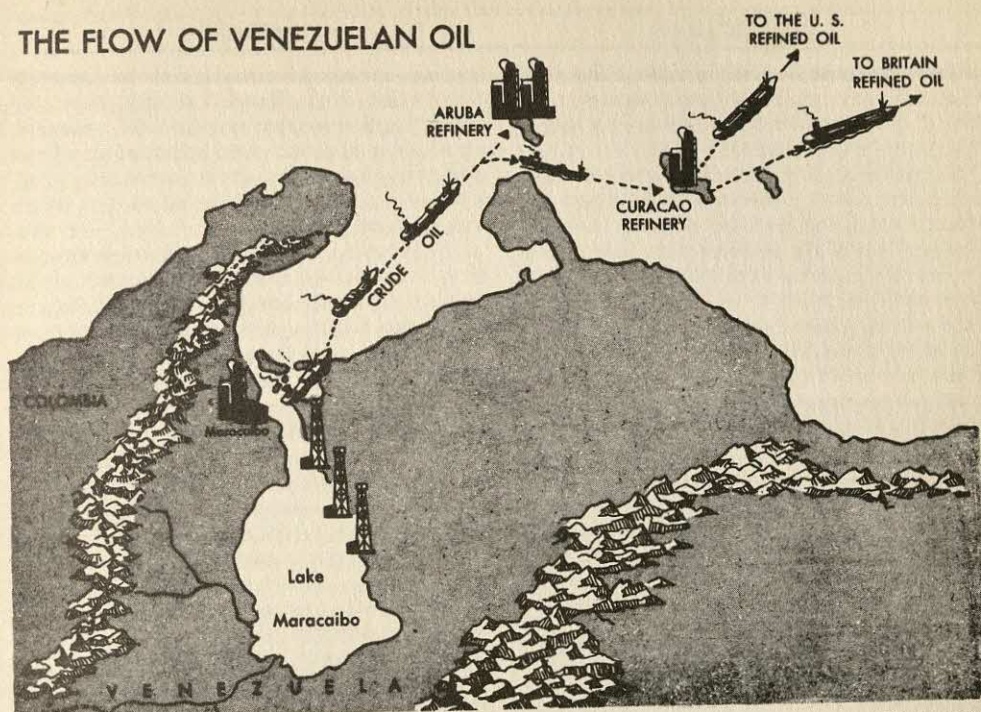 THE FLOW OF VENEZUELAN OIL
TO THE U. S.
REFINED OIL
TO BRITAIN
REFINED OIL
ARUBA
REFINERY
CURACAO
REFINERY
OIL
CRUDE
COLOMBIA
Maracaibo
Lake
Maracaibo
VENEZUELA